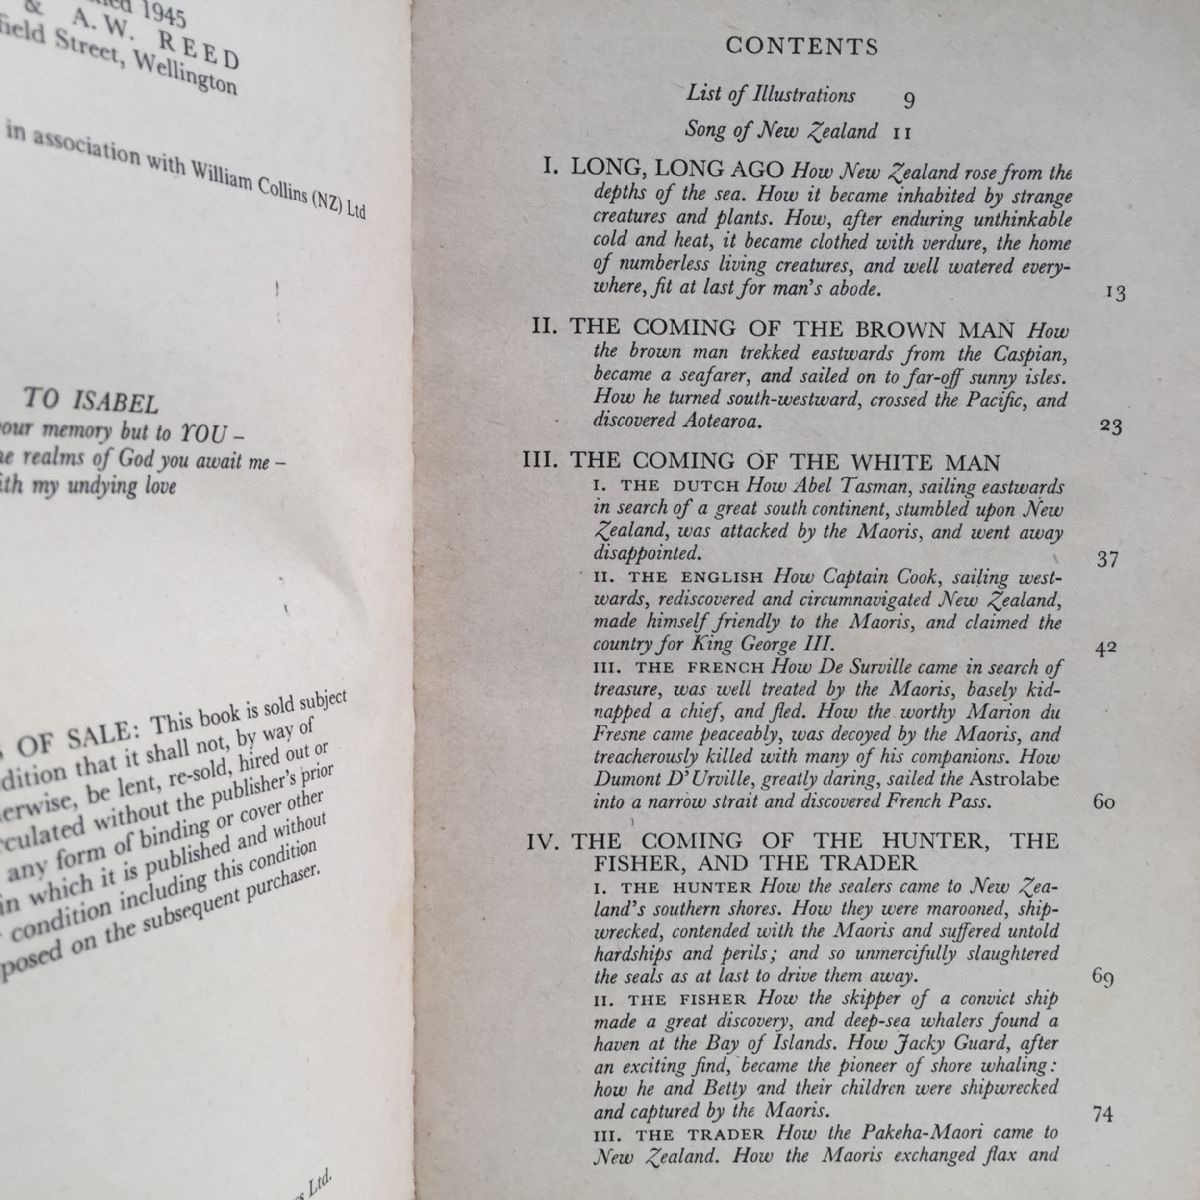 1945
& A. W. REED
Street, Wellington
in association with William Collins (NZ) Ltd
TO ISABEL
memory but to YOU –
realms of God you await me –
my undying love
OF SALE: This book is sold subject
that it shall not, by way of
be lent, re-sold, hired out or
without the publisher's prior
any form of binding or cover other
in which it is published and without
condition including this condition
on the subsequent purchaser.
Ltd.
CONTENTS
List of Illustrations 9
Song of New Zealand 11
I. LONG, LONG AGO How New Zealand rose from the
depths of the sea. How it became inhabited by strange
creatures and plants. How, after enduring unthinkable
cold and heat, it became clothed with verdure, the home
of numberless living creatures, and well watered every-
where, fit at last for man's abode. 13
II. THE COMING OF THE BROWN MAN How
the brown man trekked eastwards from the Caspian,
became a seafarer, and sailed on to far-off sunny isles.
How he turned south-westward, crossed the Pacific, and
discovered Aotearoa. 23
III. THE COMING OF THE WHITE MAN
I. THE DUTCH How Abel Tasman, sailing eastwards
in search of a great south continent, stumbled upon New
Zealand, was attacked by the Maoris, and went away
disappointed. 37
II. THE ENGLISH How Captain Cook, sailing west-
wards, rediscovered and circumnavigated New Zealand,
made himself friendly to the Maoris, and claimed the
country for King George III. 42
III. THE FRENCH How De Surville came in search of
treasure, was well treated by the Maoris, basely kid-
napped a chief, and fled. How the worthy Marion du
Fresne came peaceably, was decoyed by the Maoris, and
treacherously killed with many of his companions. How
Dumont D'Urville, greatly daring, sailed the Astrolabe
into a narrow strait and discovered French Pass. 60
IV. THE COMING OF THE HUNTER, THE
FISHER, AND THE TRADER
I. THE HUNTER How the sealers came to New Zea-
land's southern shores. How they were marooned, ship-
wrecked, contended with the Maoris and suffered untold
hardships and perils; and so unmercifully slaughtered
the seals as at last to drive them away. 69
II. THE FISHER How the skipper of a convict ship
made a great discovery, and deep-sea whalers found a
haven at the Bay of Islands. How Jacky Guard, after
an exciting find, became the pioneer of shore whaling:
how he and Betty and their children were shipwrecked
and captured by the Maoris. 74
III. THE TRADER How the Pakeha-Maori came to
New Zealand. How the Maoris exchanged flax and